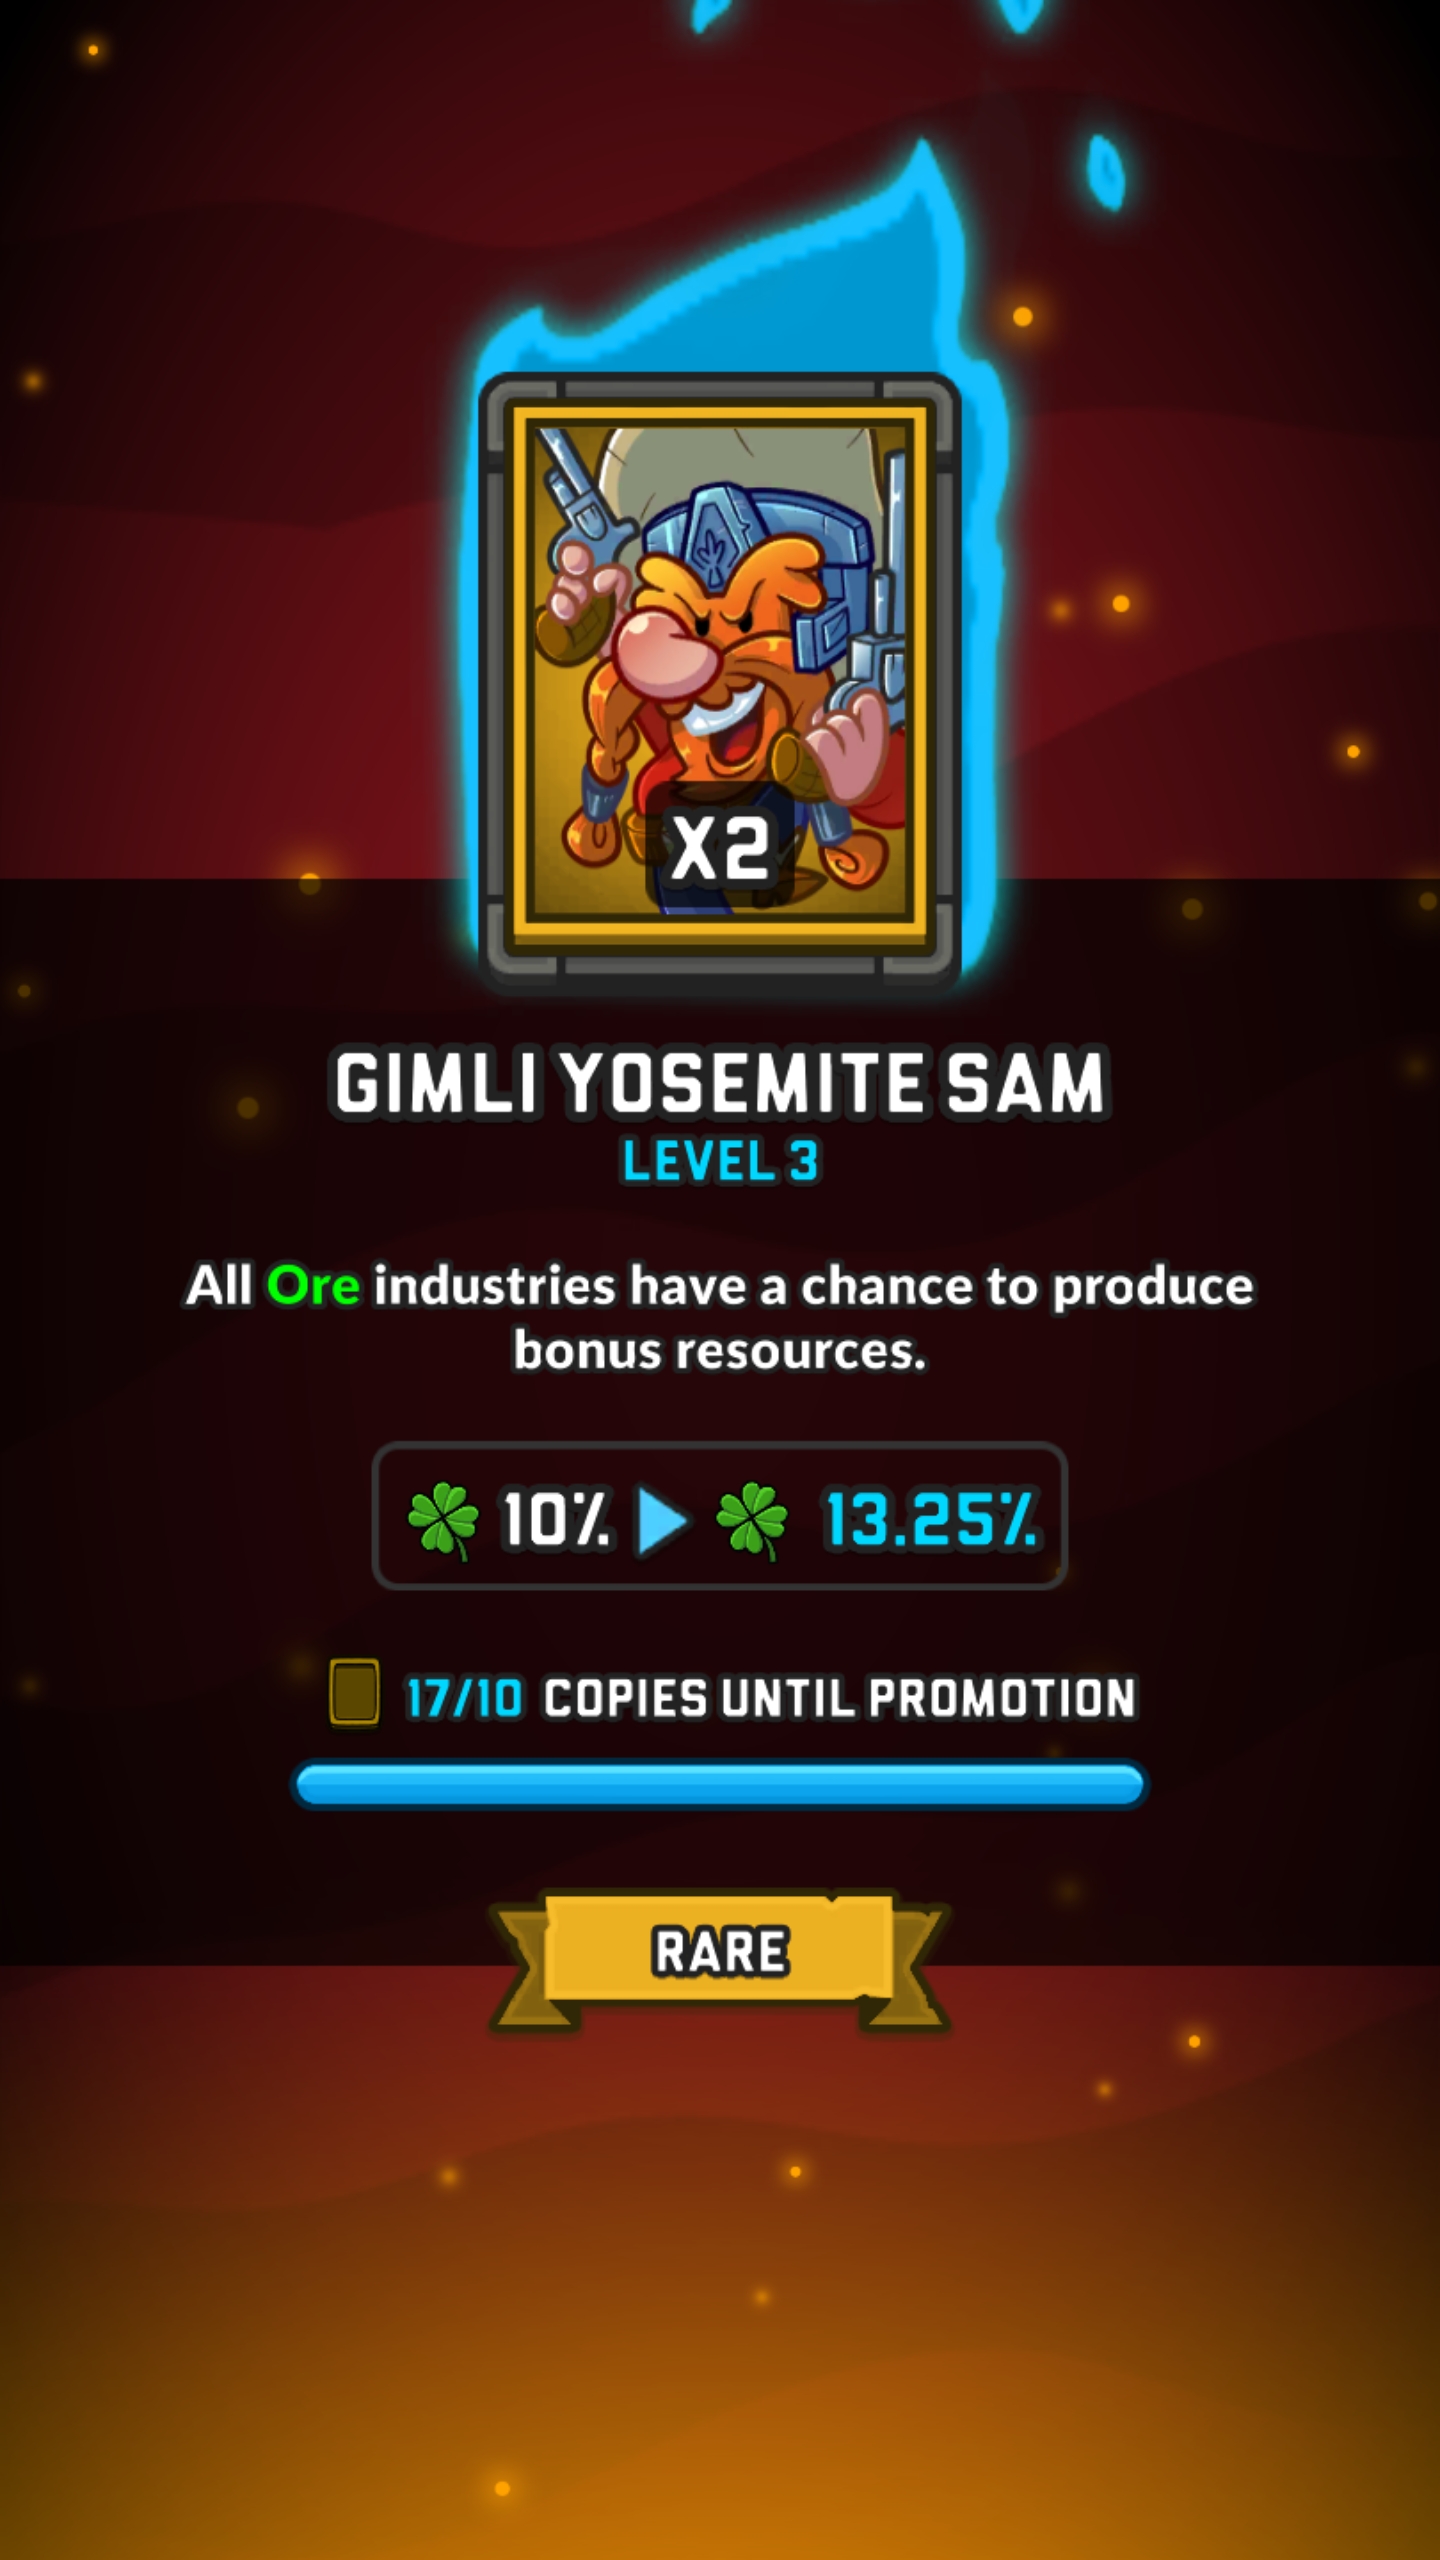 X2
GIMLI YOSEMITE SAM
LEVEL 3
All Ore industries have a chance to produce
bonus resources.
10% 13.25%
17/10 COPIES UNTIL PROMOTION
RARE